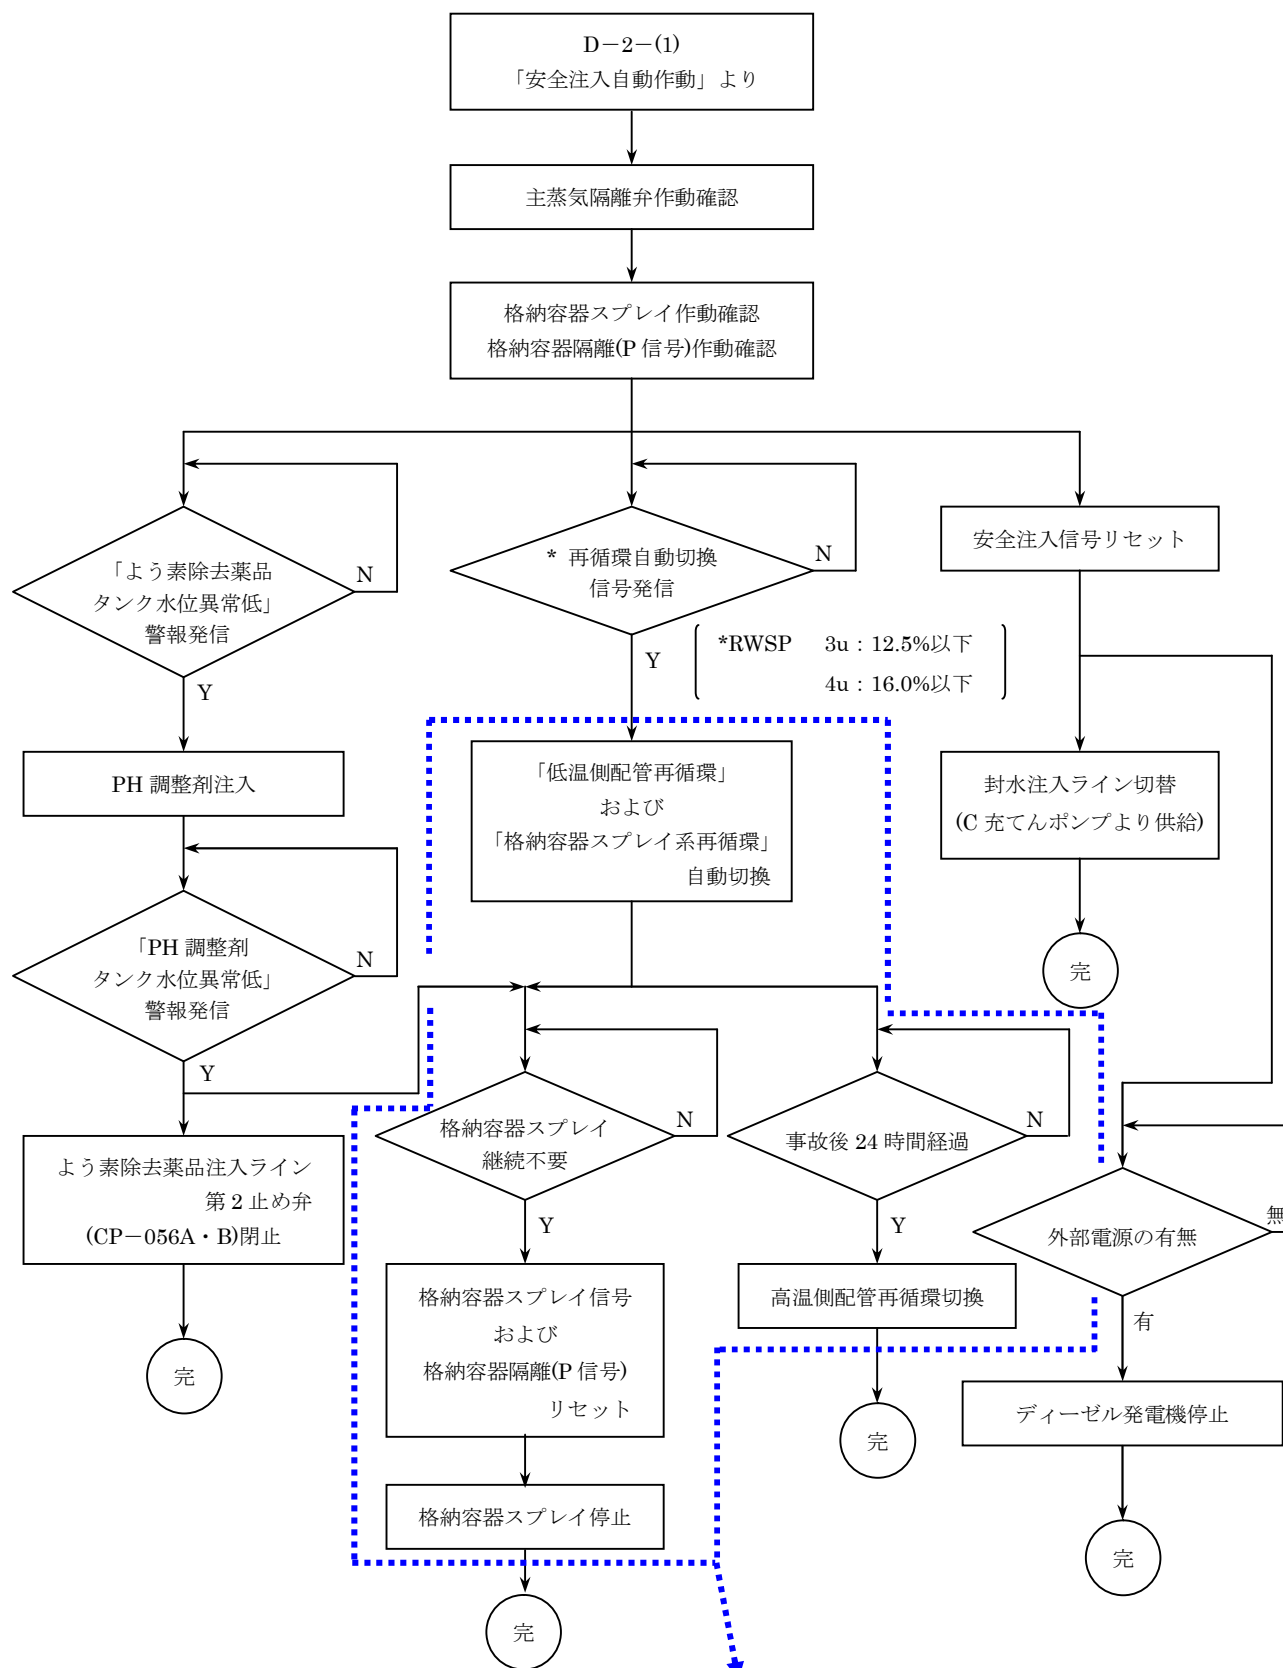 D－2－(1)
「安全注入自動作動」より
主蒸気隔離弁作動確認
格納容器スプレイ作動確認
格納容器隔離(P 信号)作動確認
「よう素除去薬品
タンク水位異常低」
警報発信
N
Y
* 再循環自動切換
信号発信
N
Y
*RWSP 3u：12.5%以下
4u：16.0%以下
安全注入信号リセット
PH 調整剤注入
「低温側配管再循環」
および
「格納容器スプレイ系再循環」
自動切換
封水注入ライン切替
(C 充てんポンプより供給)
完
「PH 調整剤
タンク水位異常低」
警報発信
N
Y
格納容器スプレイ
継続不要
N
Y
事故後 24 時間経過
N
Y
よう素除去薬品注入ライン
第 2 止め弁
(CP－056A・B)閉止
完
外部電源の有無
無
有
格納容器スプレイ信号
および
格納容器隔離(P 信号)
リセット
高温側配管再循環切換
完
ディーゼル発電機停止
完
格納容器スプレイ停止
完